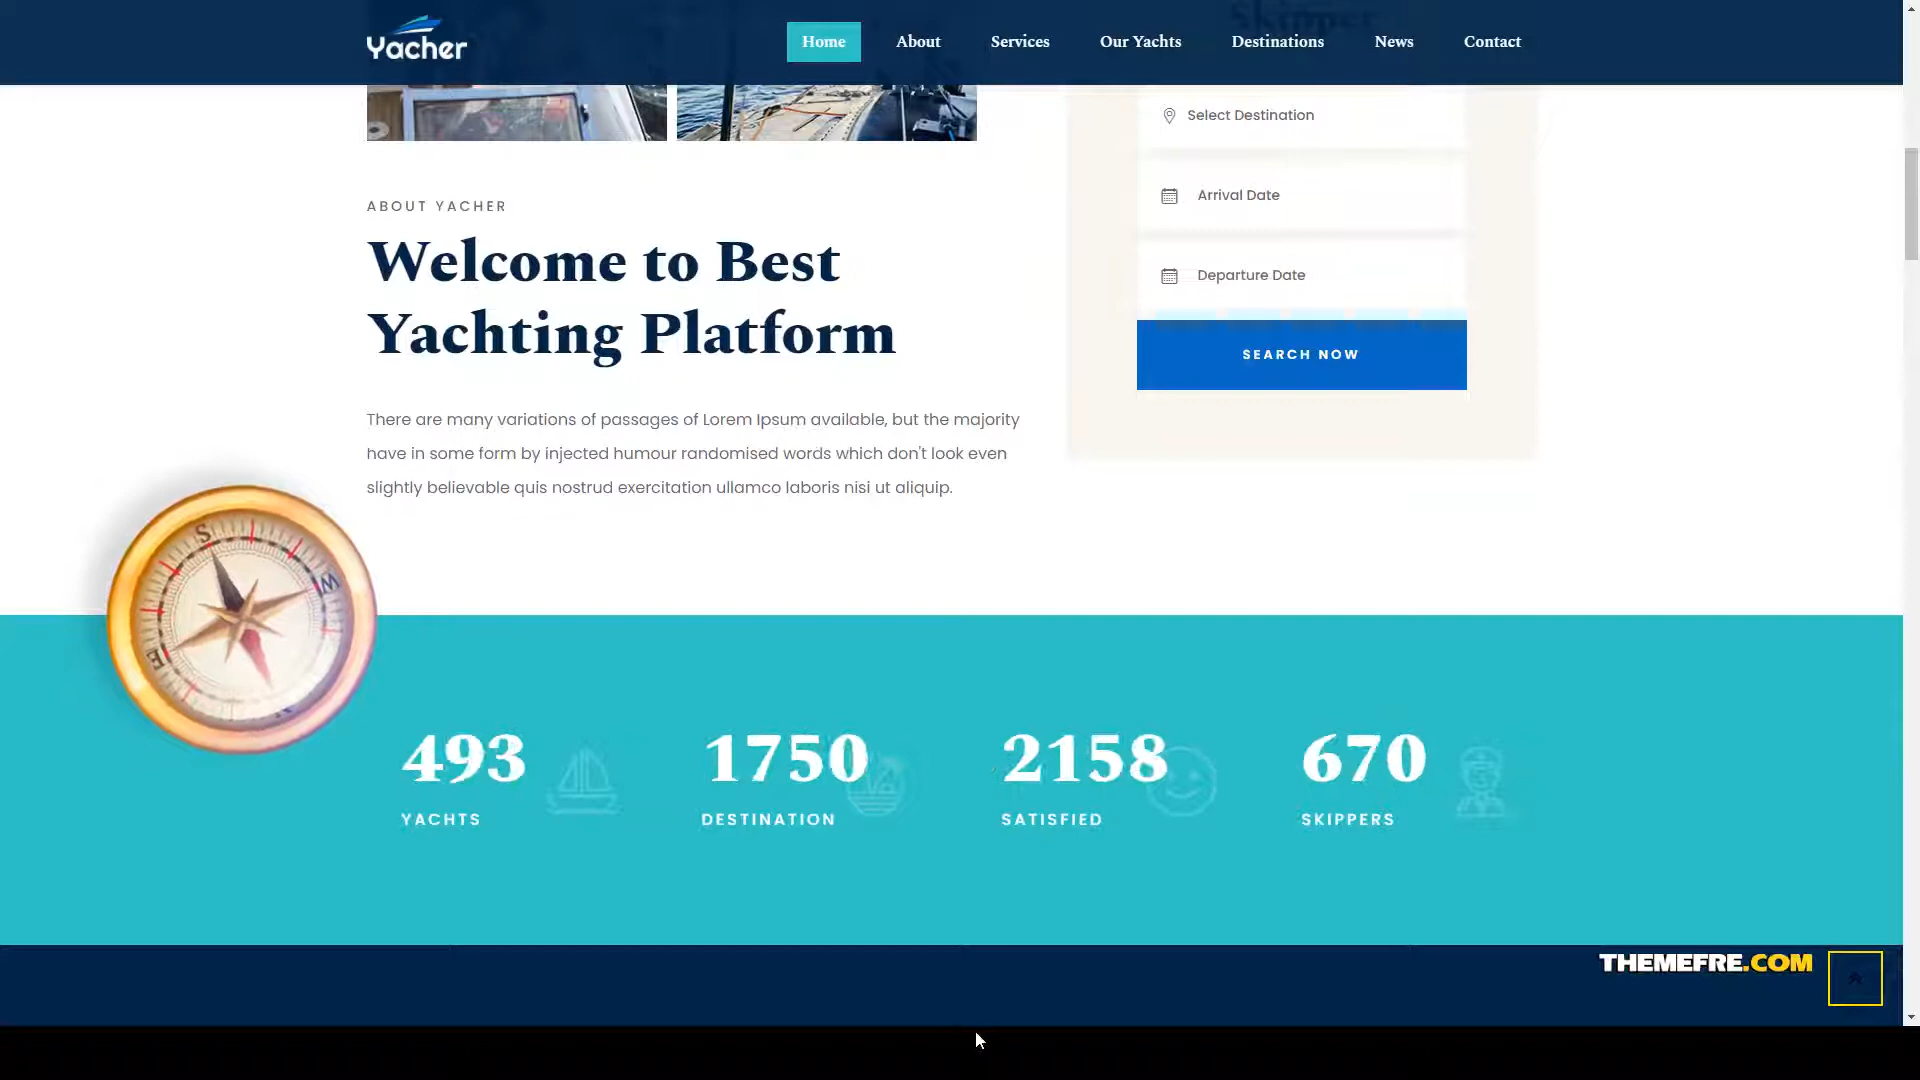 Yacher
Home
About
Services
Our Yachts
Destinations
News
Contact
Skipper
Select Destination
Arrival Date
Departure Date
SEARCH NOW
ABOUT YACHER
Welcome to Best
Yachting Platform
There are many variations of passages of Lorem Ipsum available, but the majority
have in some form by injected humour randomised words which don't look even
slightly believable quis nostrud exercitation ullamco laboris nisi ut aliquip.
S
W
E
N
493
YACHTS
1750
DESTINATION
2158
SATISFIED
670
SKIPPERS
THEMEFRE.COM